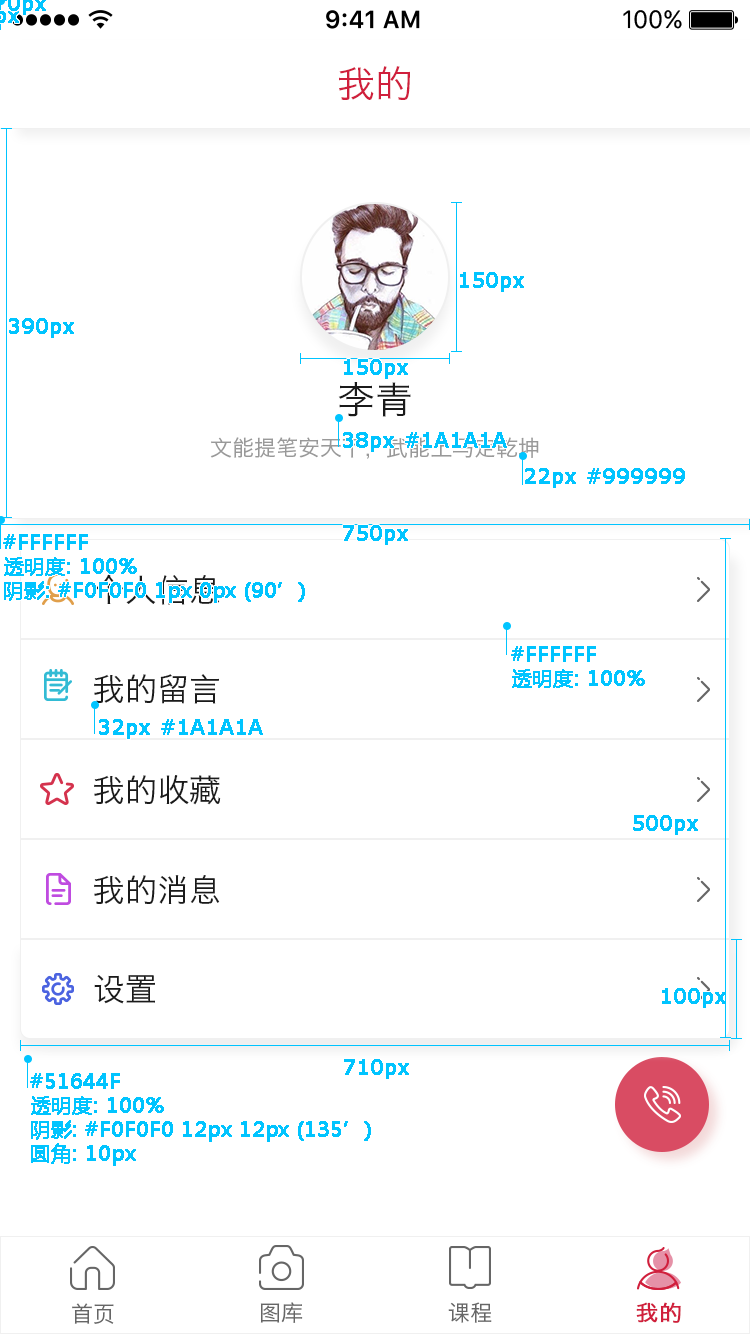 70px
px
9:41 AM
100%
我的
150px
390px
150px
李青
38px #1A1A1A
文能提笔安天下，武能上马定乾坤
22px #999999
750px
#FFFFFF
透明度: 100%
阴影: #F0F0F0 1px 0px (90′)
个人信息
#FFFFFF
透明度: 100%
我的留言
32px #1A1A1A
我的收藏
500px
我的消息
设置
100px
710px
#51644F
透明度: 100%
阴影: #F0F0F0 12px 12px (135′)
圆角: 10px
首页
图库
课程
我的